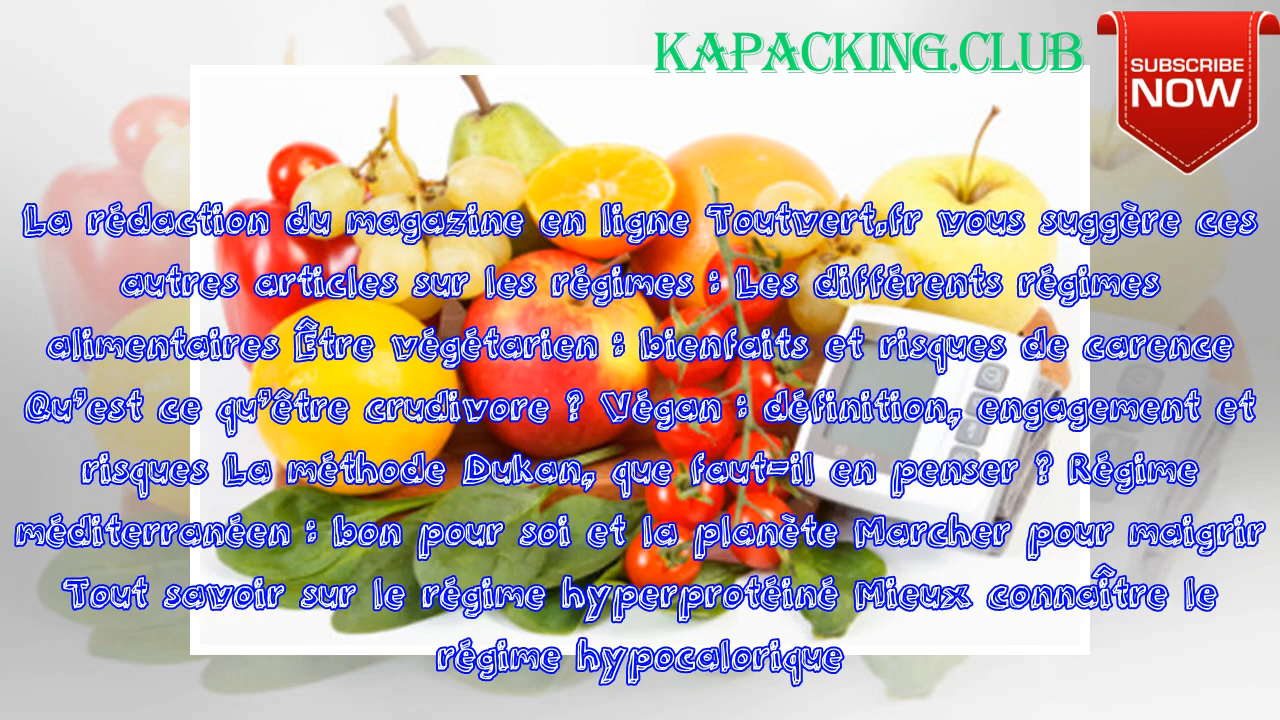 KAPACKING.CLUB
SUBSCRIBE
NOW
La rédaction du magazine en ligne Toutvert.fr vous suggère ces
autres articles sur les régimes : Les différents régimes
alimentaires Être végétarien : bienfaits et risques de carence
Qu'est ce qu'être crudivore ? Végan : définition, engagement et
risques La méthode Dukan, que faut-il en penser ? Régime
méditerranéen : bon pour soi et la planète Marcher pour maigrir
Tout savoir sur le régime hyperprotéiné Mieux connaître le
régime hypocalorique